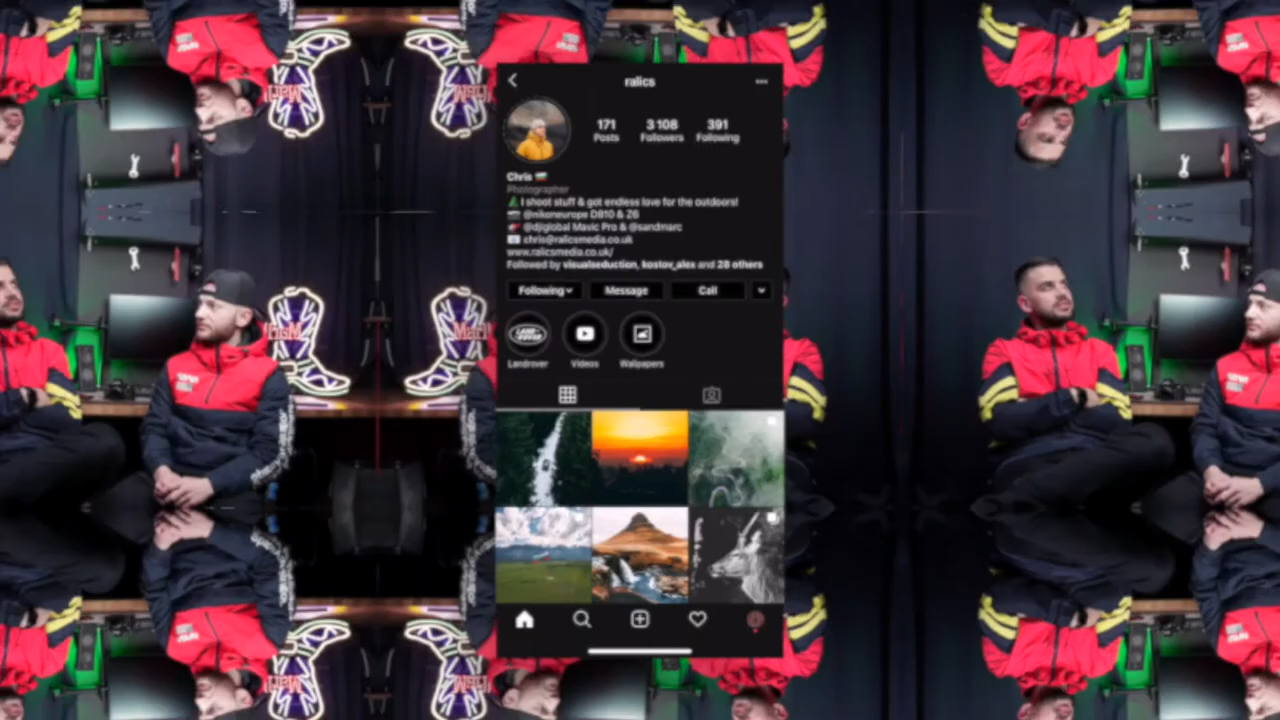 ralics
171 3 108 391
Posts Followers Following
Chris
Photographer
I shoot stuff & got endless love for the outdoors!
@nikoneurope D810 & Z6
@djiglobal Mavic Pro & @sandmarc
chris@ralicsmedia.co.uk
www.ralicsmedia.co.uk/
Followed by visualseduction, kostov_alex and 28 others
Following Message Call
LAND ROVER
Landrover Videos Wallpapers